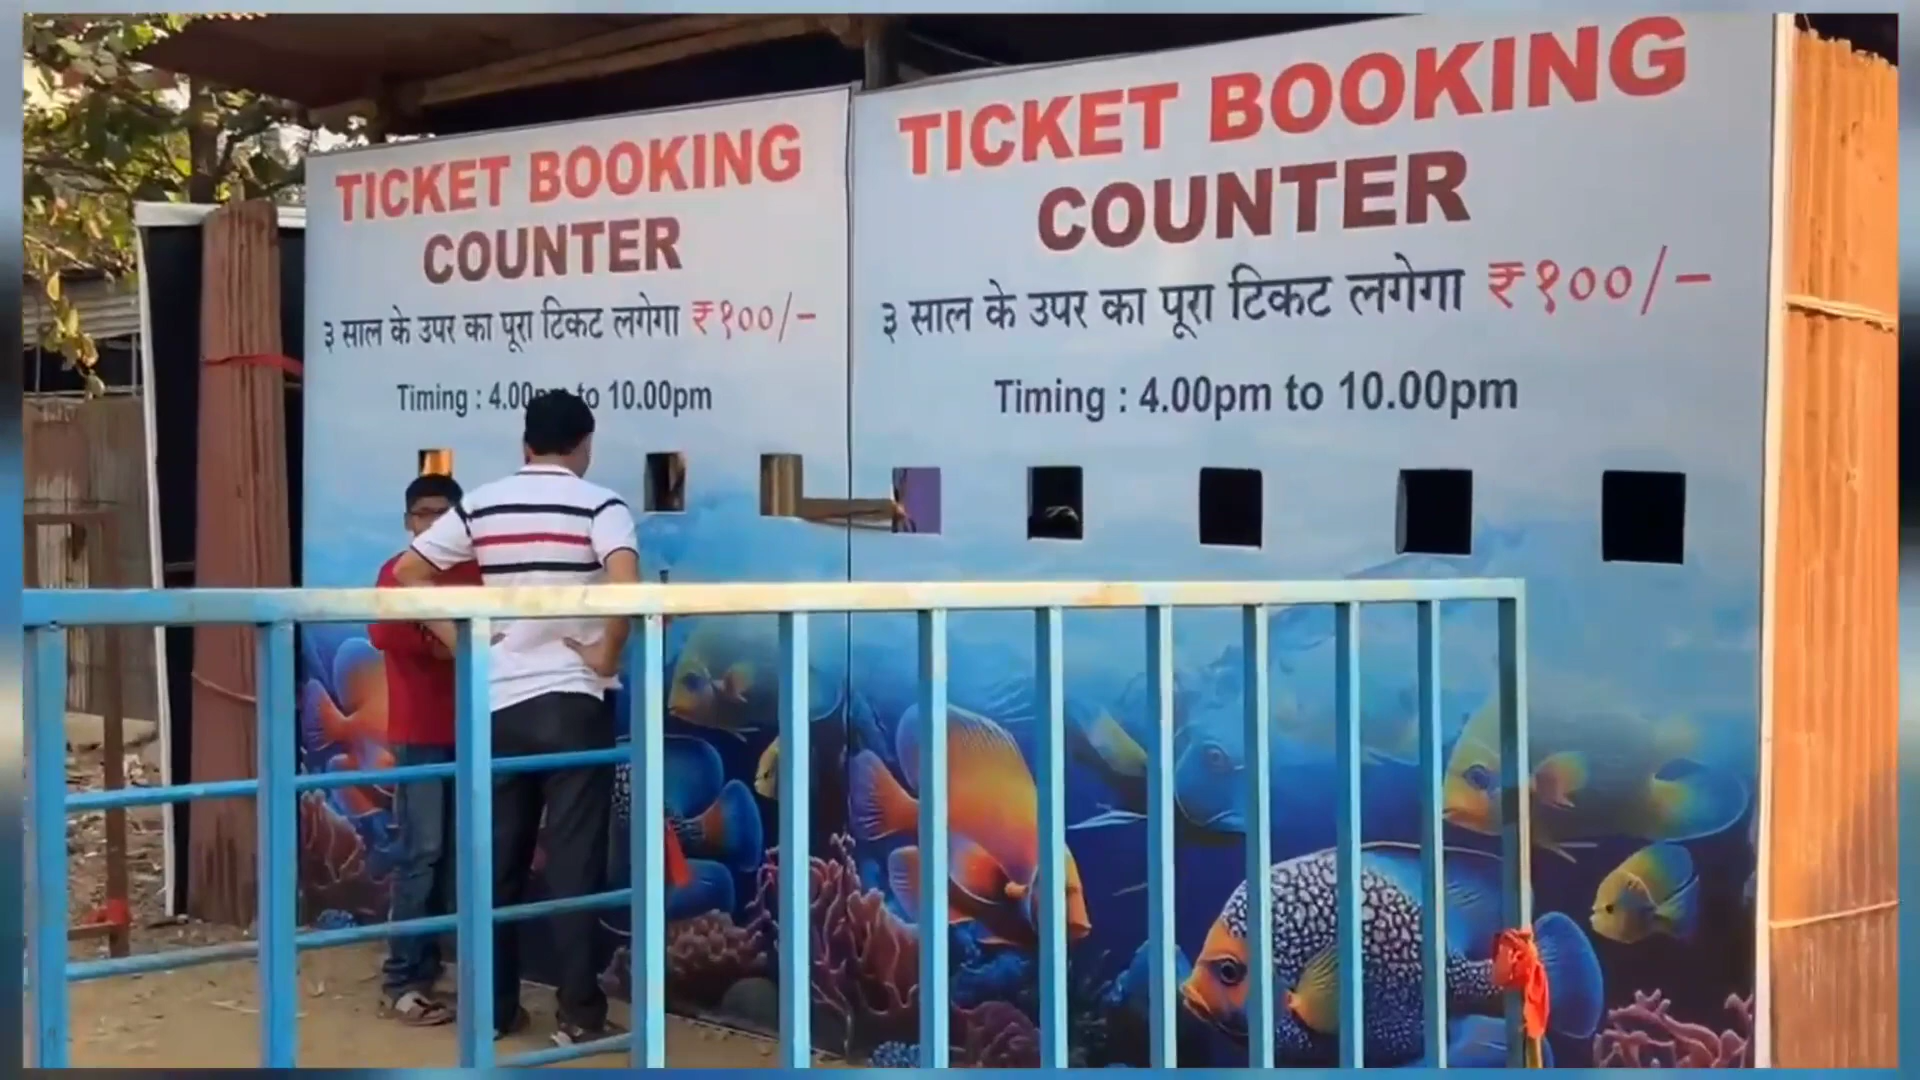 TICKET BOOKING
COUNTER
३ साल के उपर का पूरा टिकट लगेगा ₹१००/-
Timing : 4.00pm to 10.00pm
TICKET BOOKING
COUNTER
३ साल के उपर का पूरा टिकट लगेगा ₹१००/-
Timing : 4.00pm to 10.00pm